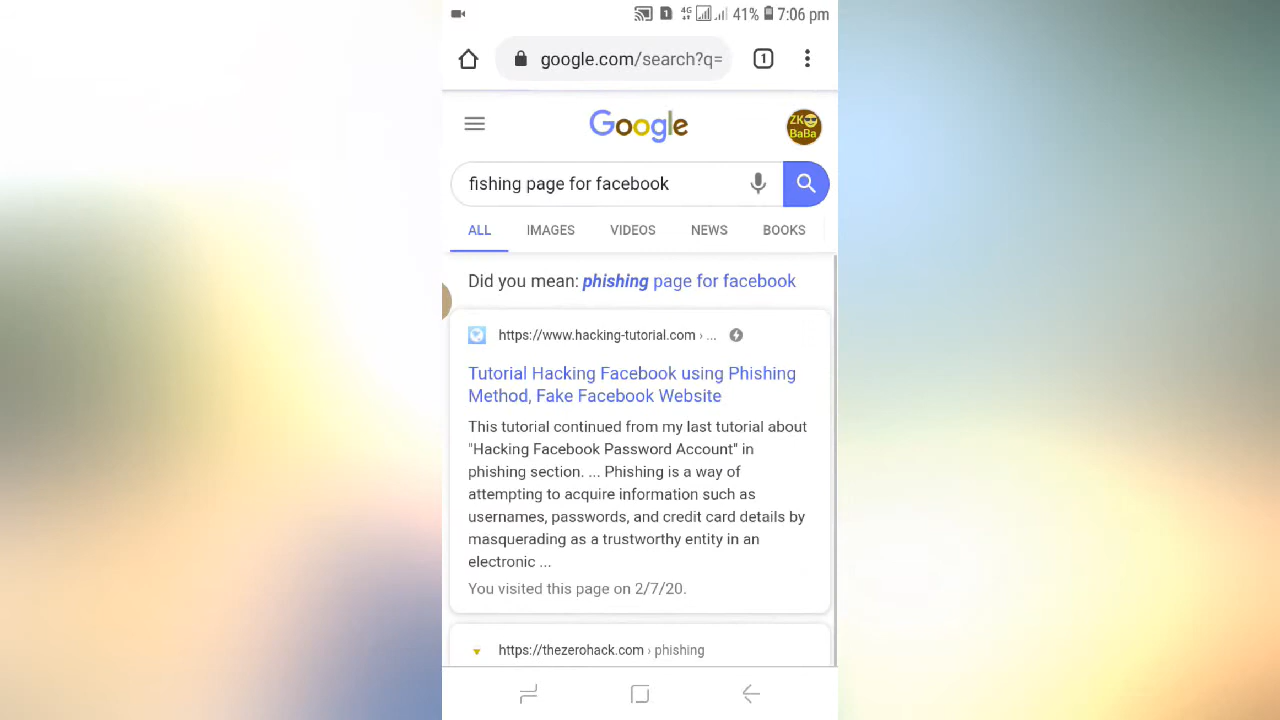 1 4G 41% 7:06 pm
google.com/search?q= 1
Google
ZK BaBa
fishing page for facebook
ALL IMAGES VIDEOS NEWS BOOKS
Did you mean: phishing page for facebook
https://www.hacking-tutorial.com › ...
Tutorial Hacking Facebook using Phishing
Method, Fake Facebook Website
This tutorial continued from my last tutorial about
"Hacking Facebook Password Account" in
phishing section. ... Phishing is a way of
attempting to acquire information such as
usernames, passwords, and credit card details by
masquerading as a trustworthy entity in an
electronic ...
You visited this page on 2/7/20.
https://thezerohack.com › phishing